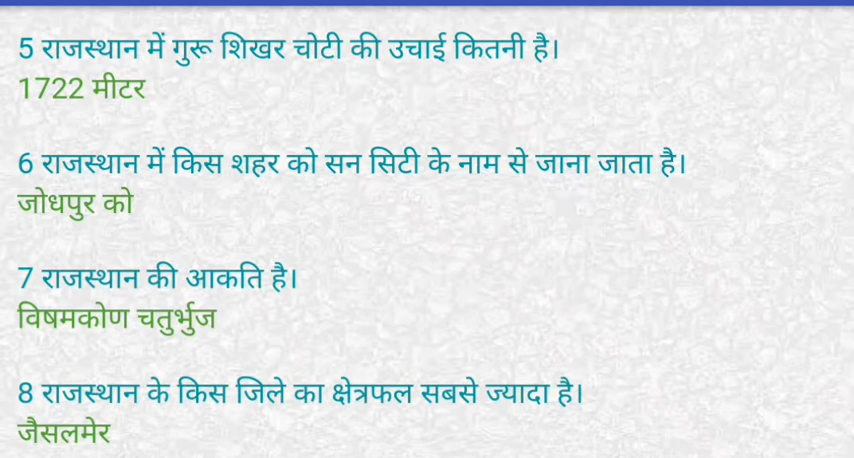 5 राजस्थान में गुरू शिखर चोटी की उचाई कितनी है।
1722 मीटर
6 राजस्थान में किस शहर को सन सिटी के नाम से जाना जाता है।
जोधपुर को
7 राजस्थान की आकति है।
विषमकोण चतुर्भुज
8 राजस्थान के किस जिले का क्षेत्रफल सबसे ज्यादा है।
जैसलमेर